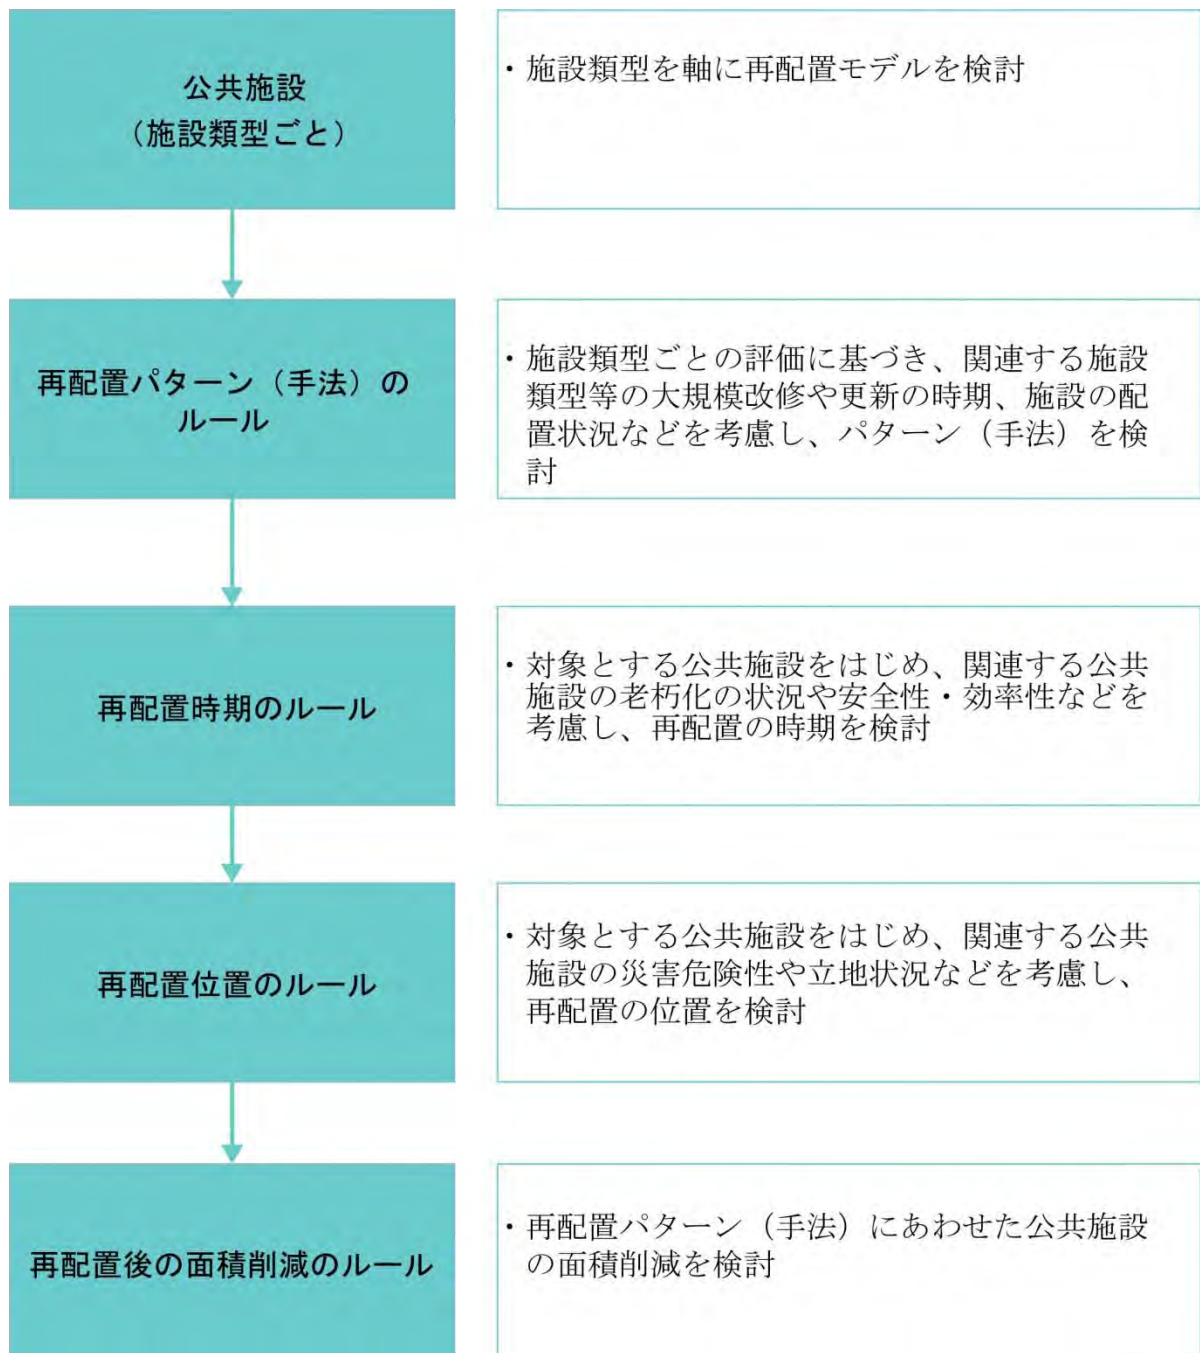 公共施設
（施設類型ごと）
・施設類型を軸に再配置モデルを検討
再配置パターン（手法）の
ルール
・施設類型ごとの評価に基づき、関連する施設
類型等の大規模改修や更新の時期、施設の配
置状況などを考慮し、パターン（手法）を検
討
再配置時期のルール
・対象とする公共施設をはじめ、関連する公共
施設の老朽化の状況や安全性・効率性などを
考慮し、再配置の時期を検討
再配置位置のルール
・対象とする公共施設をはじめ、関連する公共
施設の災害危険性や立地状況などを考慮し、
再配置の位置を検討
再配置後の面積削減のルール
・再配置パターン（手法）にあわせた公共施設
の面積削減を検討